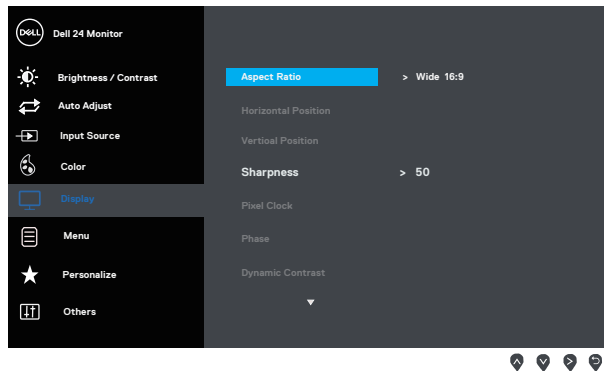 DELL Dell 24 Monitor
Brightness / Contrast
Auto Adjust
Input Source
Color
Display
Menu
Personalize
Others
Aspect Ratio > Wide 16:9
Horizontal Position
Vertical Position
Sharpness > 50
Pixel Clock
Phase
Dynamic Contrast